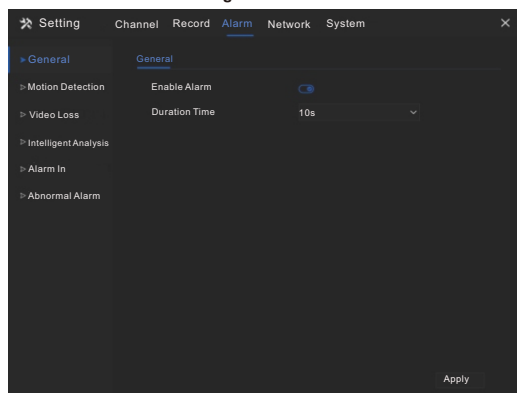 Setting Channel Record Alarm Network System
General General
Motion Detection Enable Alarm
Video Loss Duration Time 10s
Intelligent Analysis
Alarm In
Abnormal Alarm
Apply